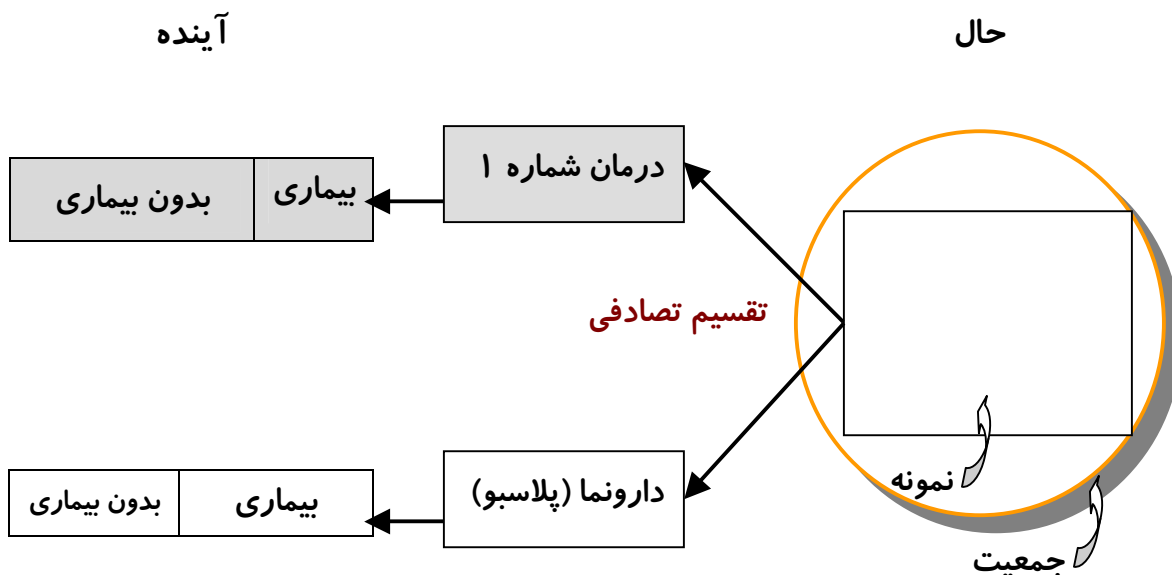 حال
آینده
درمان شماره ۱
بیماری
بدون بیماری
تقسیم تصادفی
نمونه
دارونما (پلاسبو)
بیماری
بدون بیماری
جمعیت